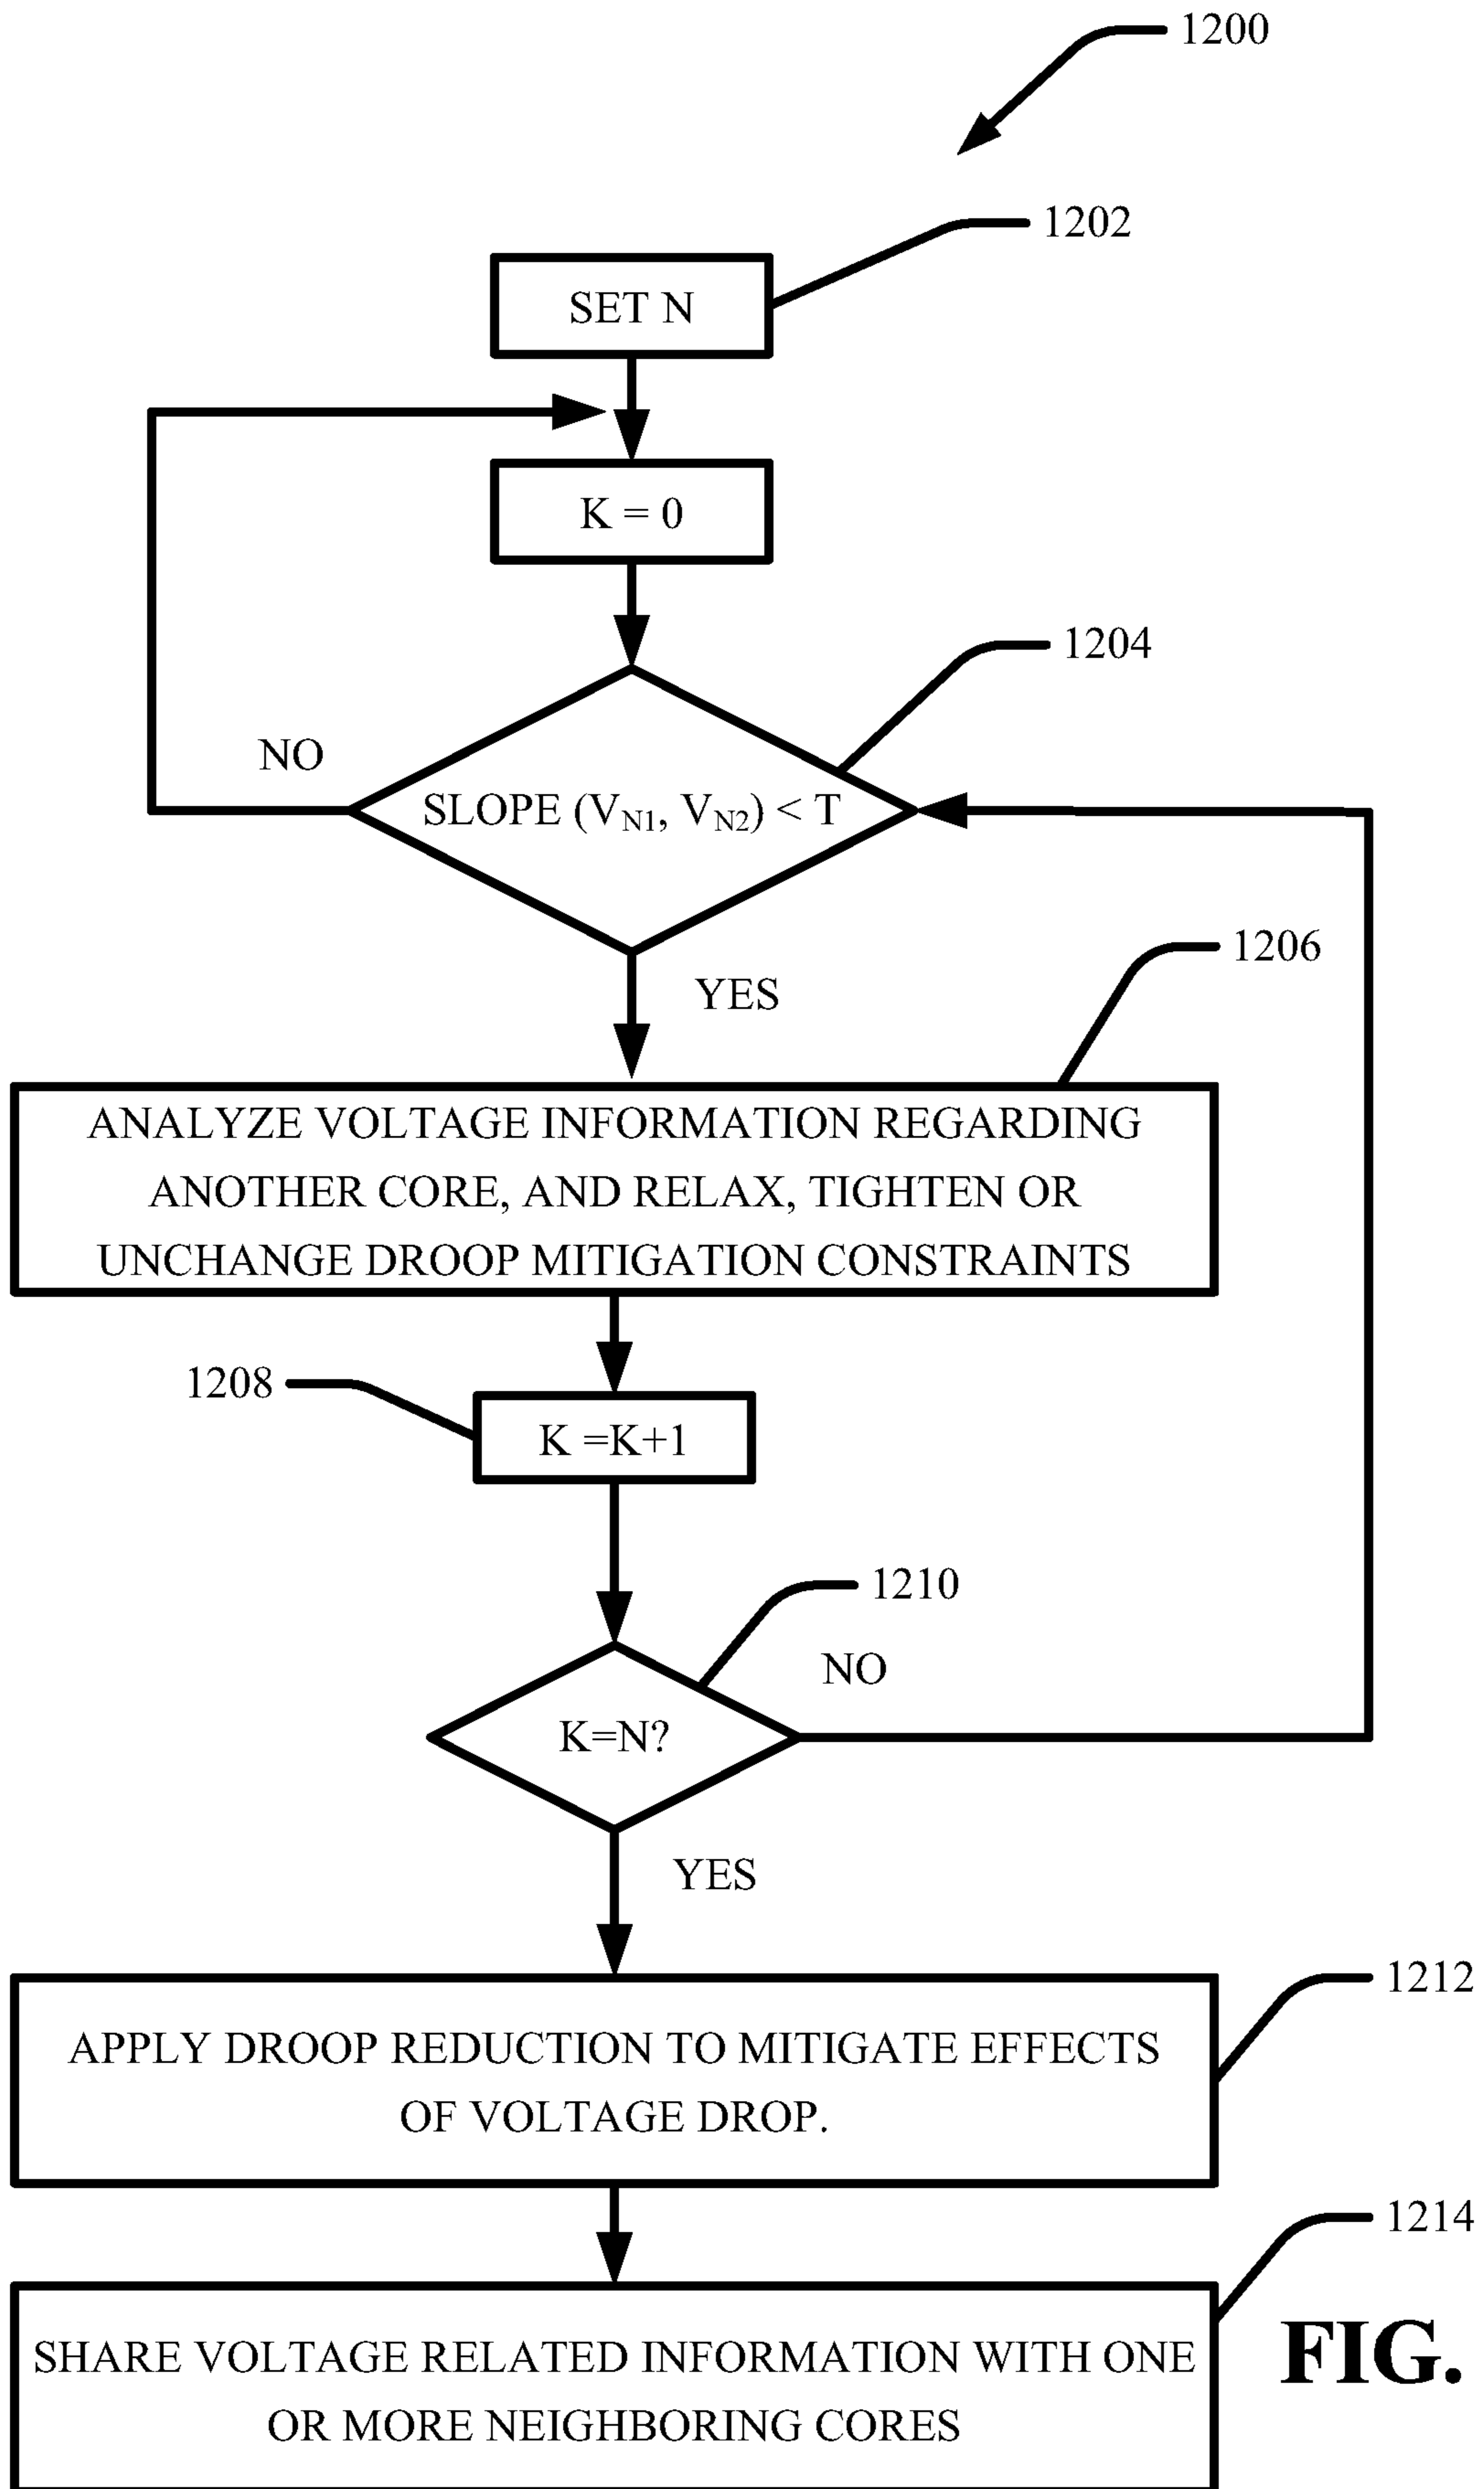 1200
1202
SET N
K = 0
1204
NO
SLOPE (VN1, VN2) < T
1206
YES
ANALYZE VOLTAGE INFORMATION REGARDING
ANOTHER CORE, AND RELAX, TIGHTEN OR
UNCHANGE DROOP MITIGATION CONSTRAINTS
1208
K =K+1
1210
NO
K=N?
YES
1212
APPLY DROOP REDUCTION TO MITIGATE EFFECTS
OF VOLTAGE DROP.
1214
SHARE VOLTAGE RELATED INFORMATION WITH ONE
OR MORE NEIGHBORING CORES
FIG.